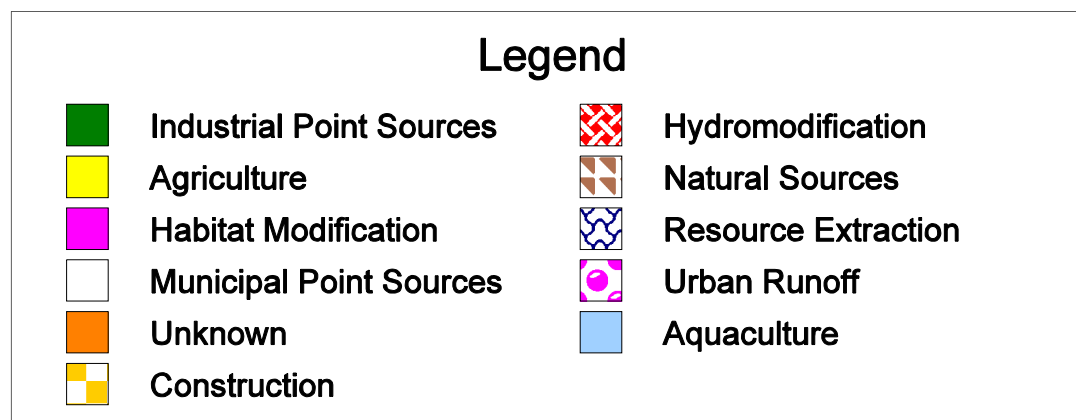 Legend
Industrial Point Sources
Agriculture
Habitat Modification
Municipal Point Sources
Unknown
Construction
Hydromodification
Natural Sources
Resource Extraction
Urban Runoff
Aquaculture